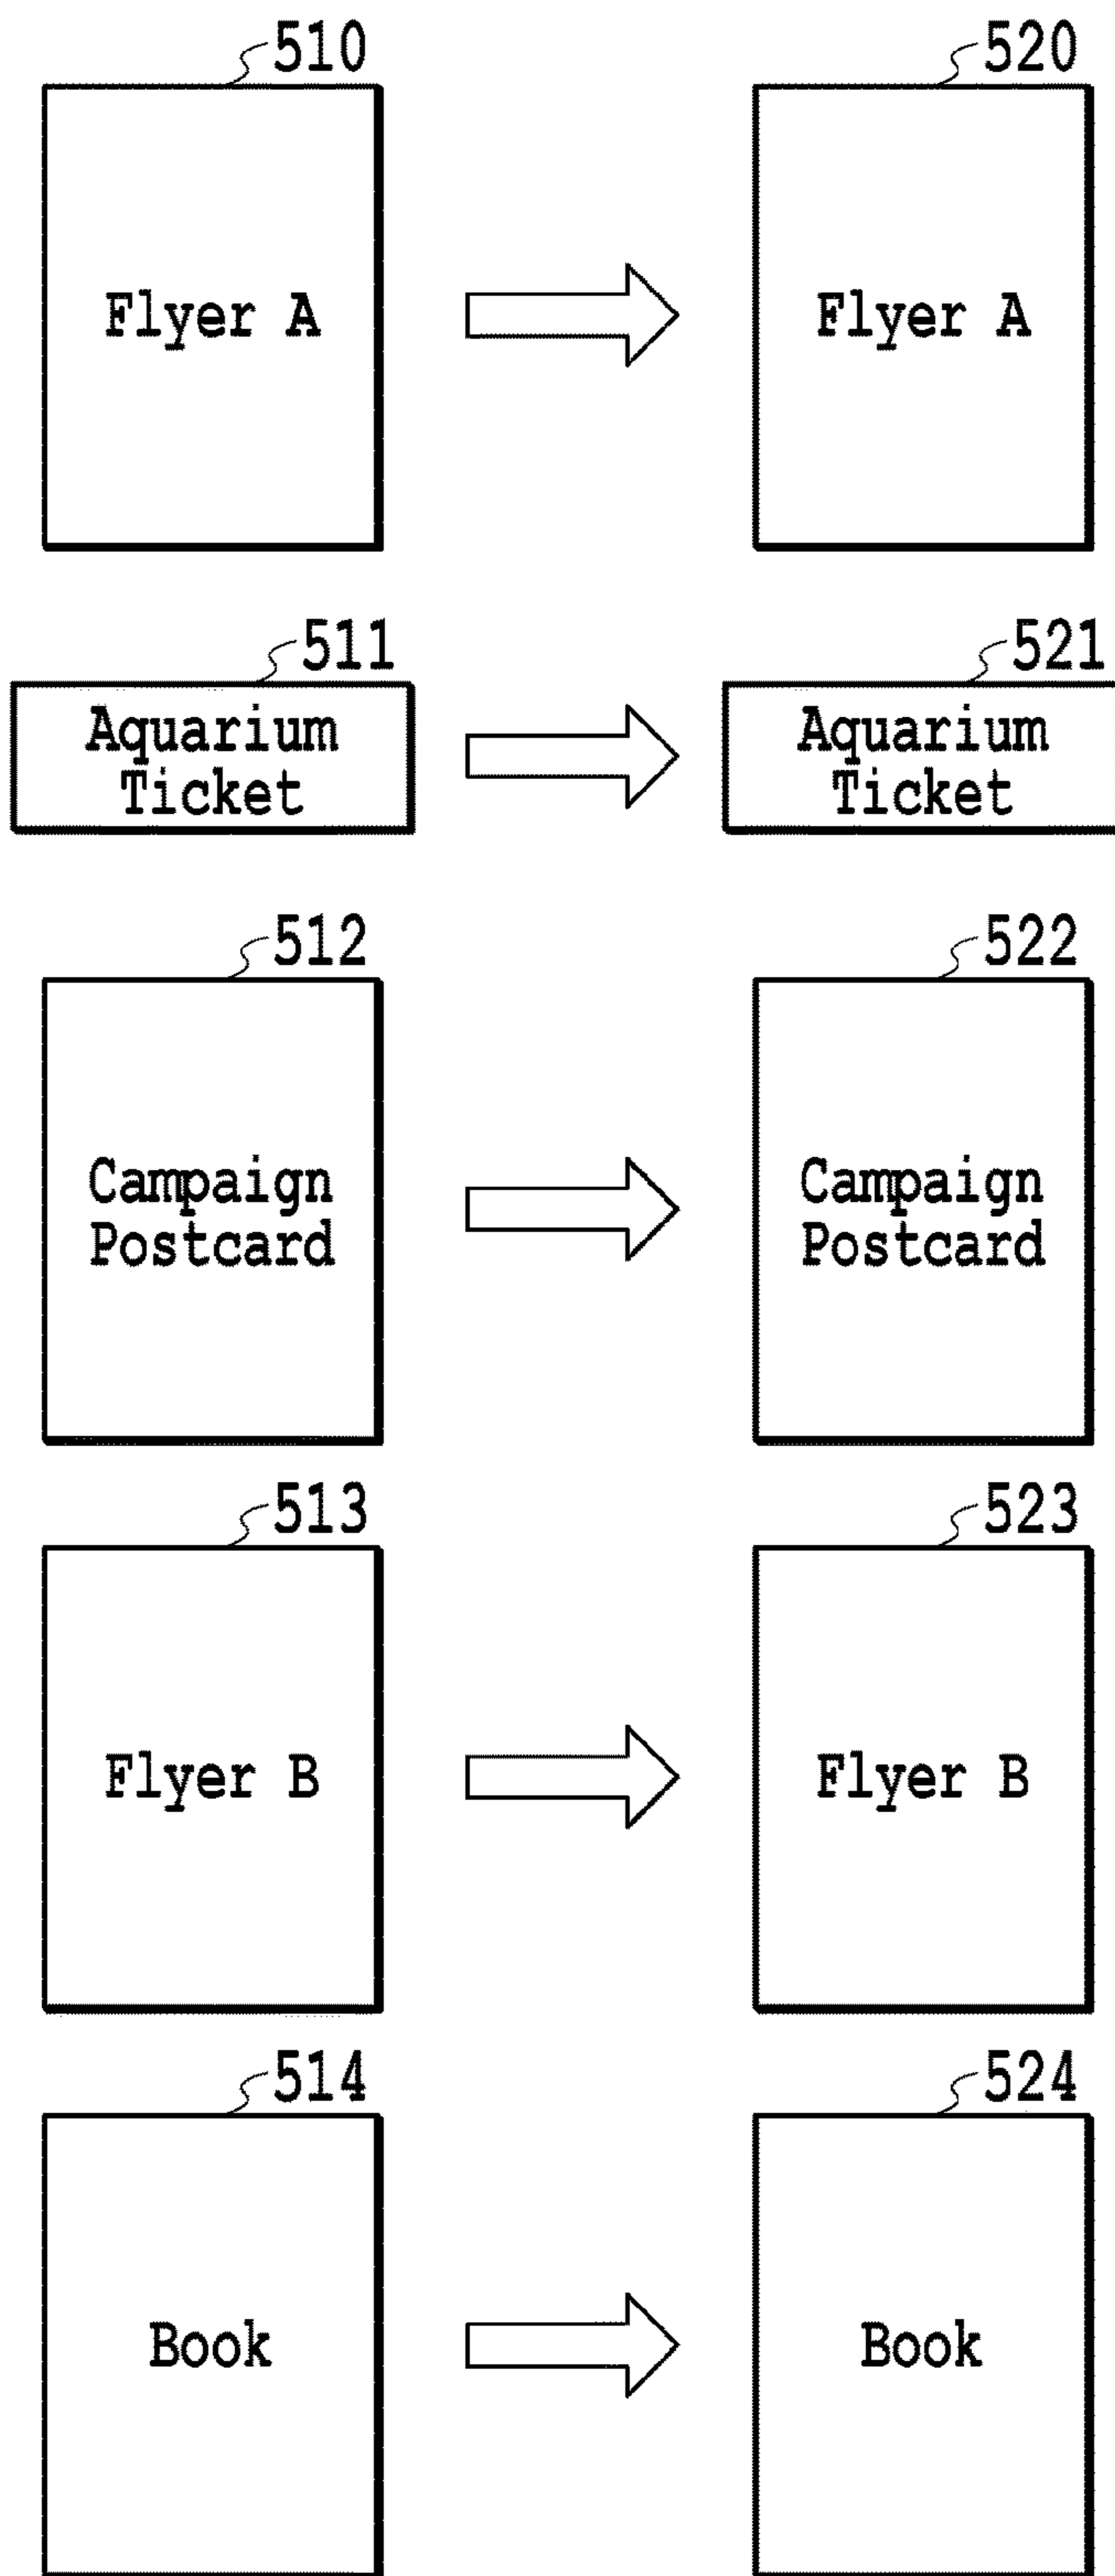 510 520
Flyer A Flyer A
511 521
Aquarium Aquarium
Ticket Ticket
512 522
Campaign Campaign
Postcard Postcard
513 523
Flyer B Flyer B
514 524
Book Book